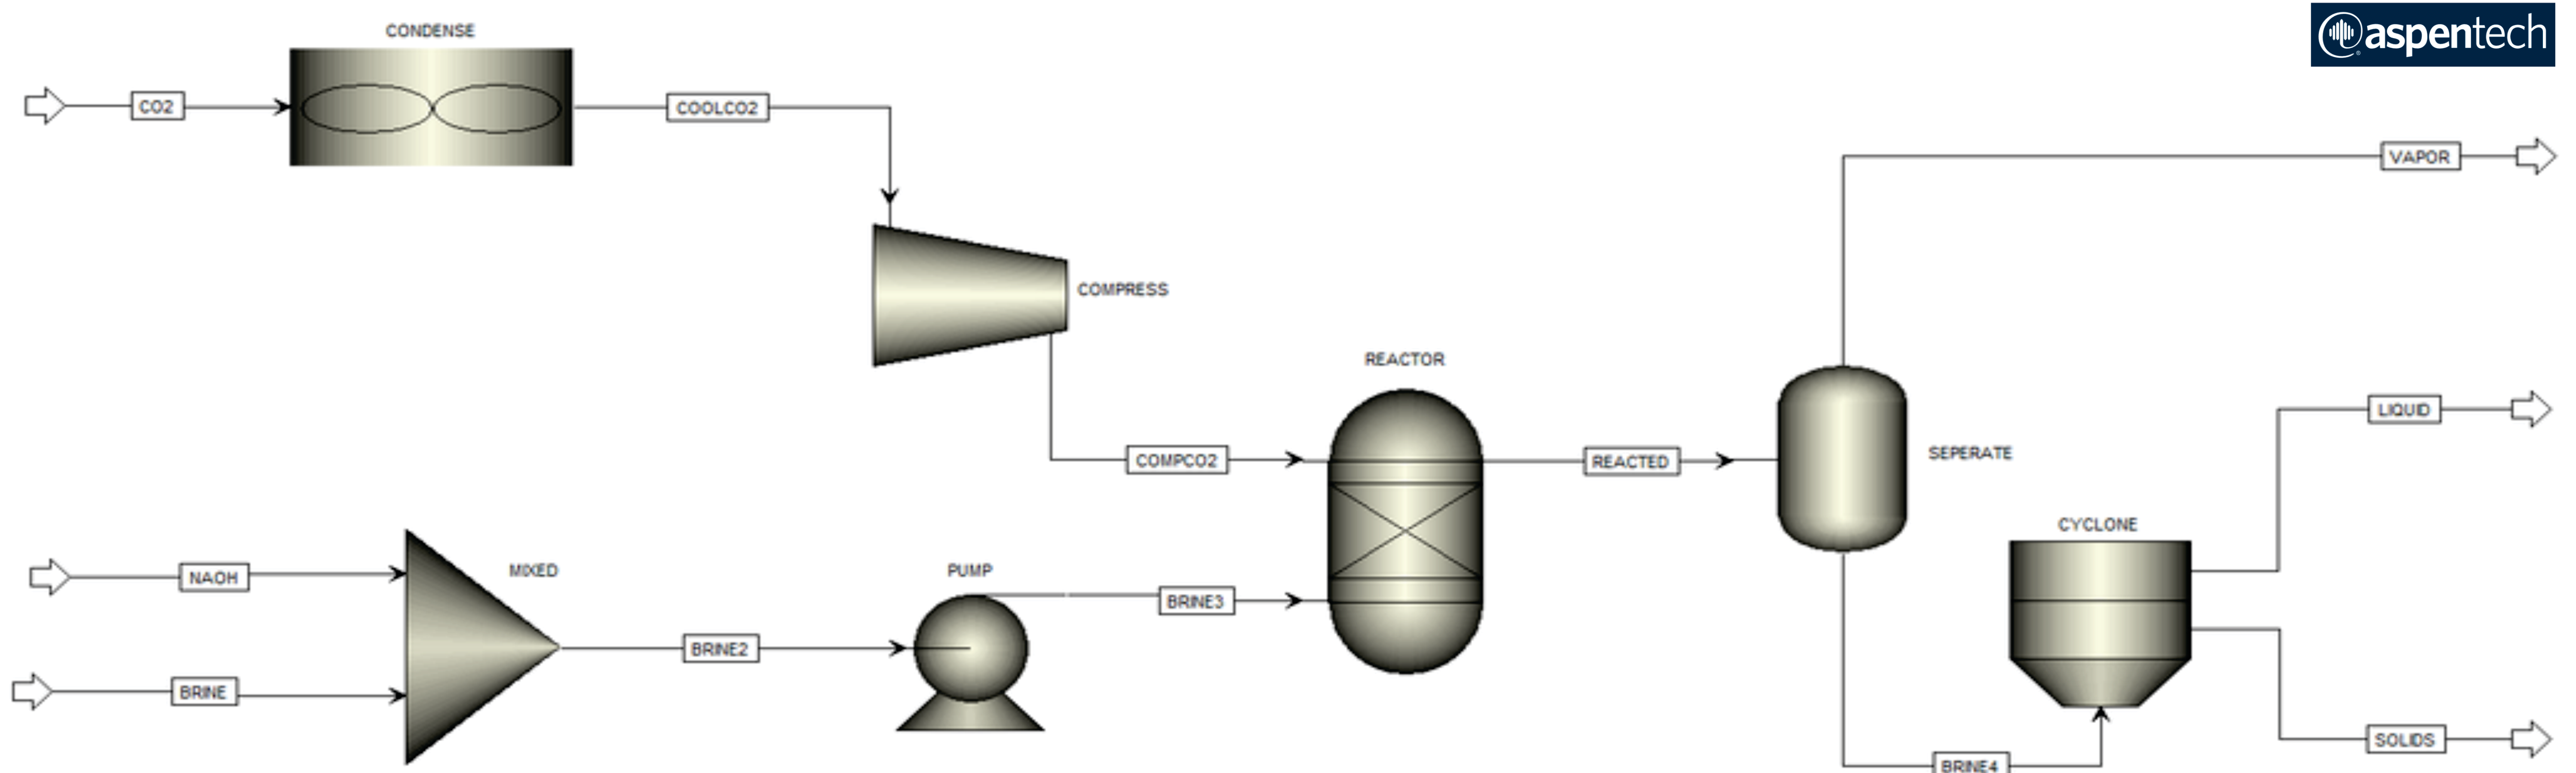 CONDENSE
aspentech
CO2
COOLCO2
VAPOR
COMPRESS
REACTOR
LIQUID
COMPCO2
REACTED
SEPERATE
CYCLONE
NAOH
MIXED
PUMP
BRINE3
BRINE2
BRINE
SOLIDS
BRINE4